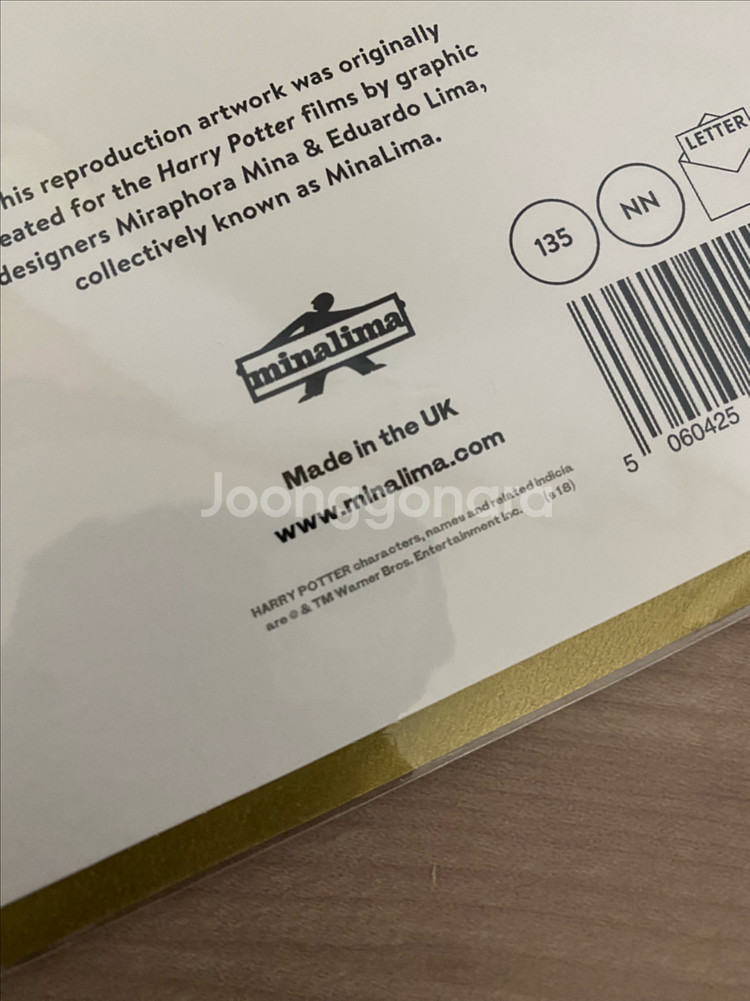 his reproduction artwork was originally
eated for the Harry Potter films by graphic
designers Miraphora Mina & Eduardo Lima,
collectively known as MinaLima.
LETTER
135
NN
minalima
5 060425
Made in the UK
www.minalima.com
Joonggonara
HARRY POTTER characters, names and related indicia
are © & TM Warner Bros. Entertainment Inc. (s18)